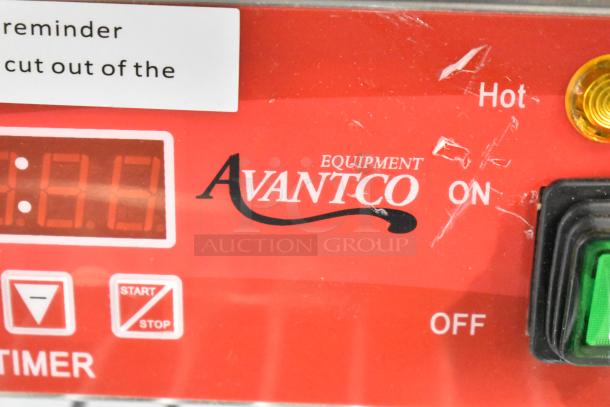 reminder
cut out of the
Hot
EQUIPMENT
AVANTCO
ON
AUCTION GROUP
START
STOP
OFF
TIMER